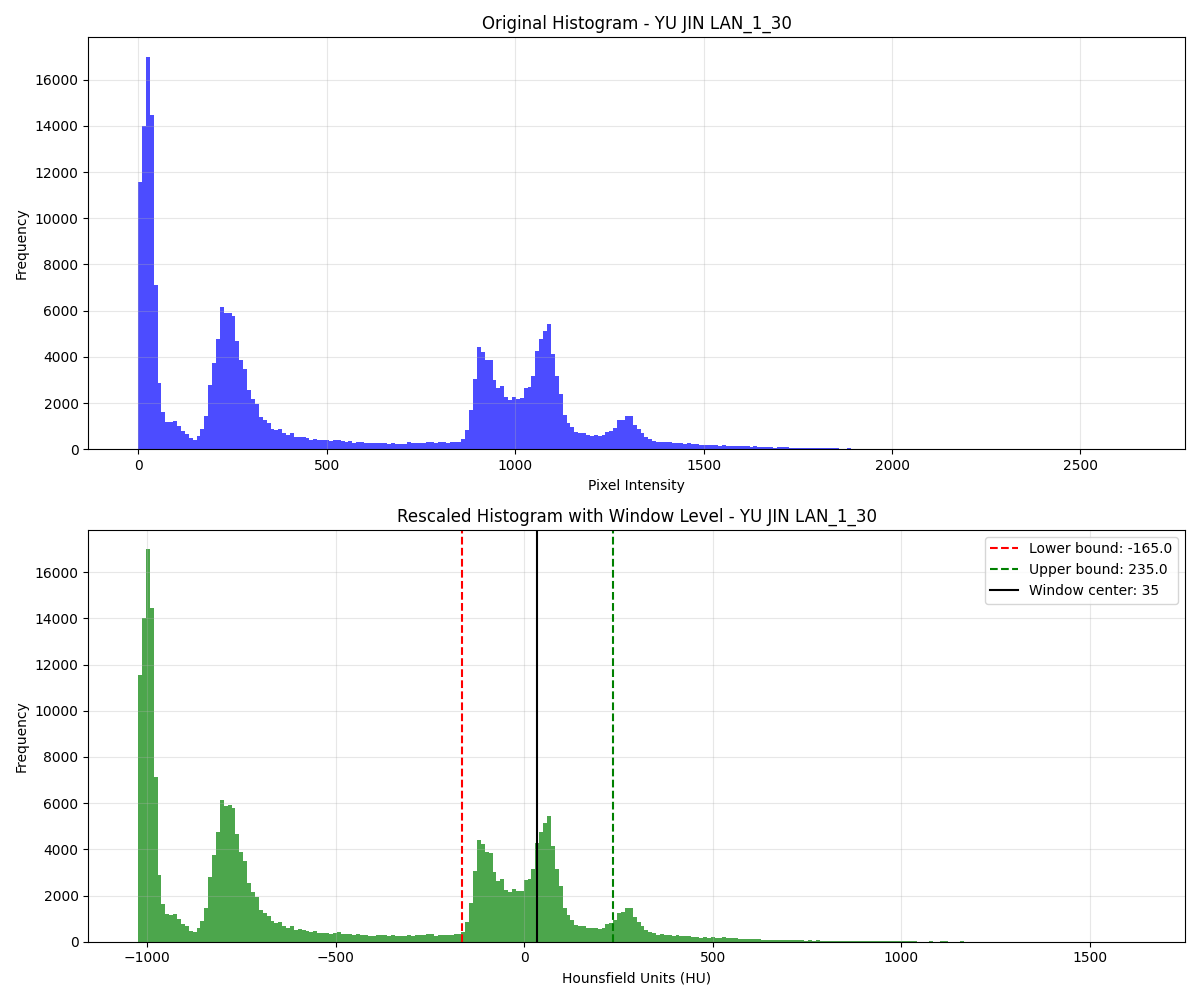 Original Histogram - YU JIN LAN_1_30
16000
14000
12000
10000
8000
6000
4000
2000
0
Frequency
0 500 1000 1500 2000 2500
Pixel Intensity
Rescaled Histogram with Window Level - YU JIN LAN_1_30
Lower bound: -165.0
Upper bound: 235.0
Window center: 35
16000
14000
12000
10000
8000
6000
4000
2000
0
Frequency
−1000 −500 0 500 1000 1500
Hounsfield Units (HU)